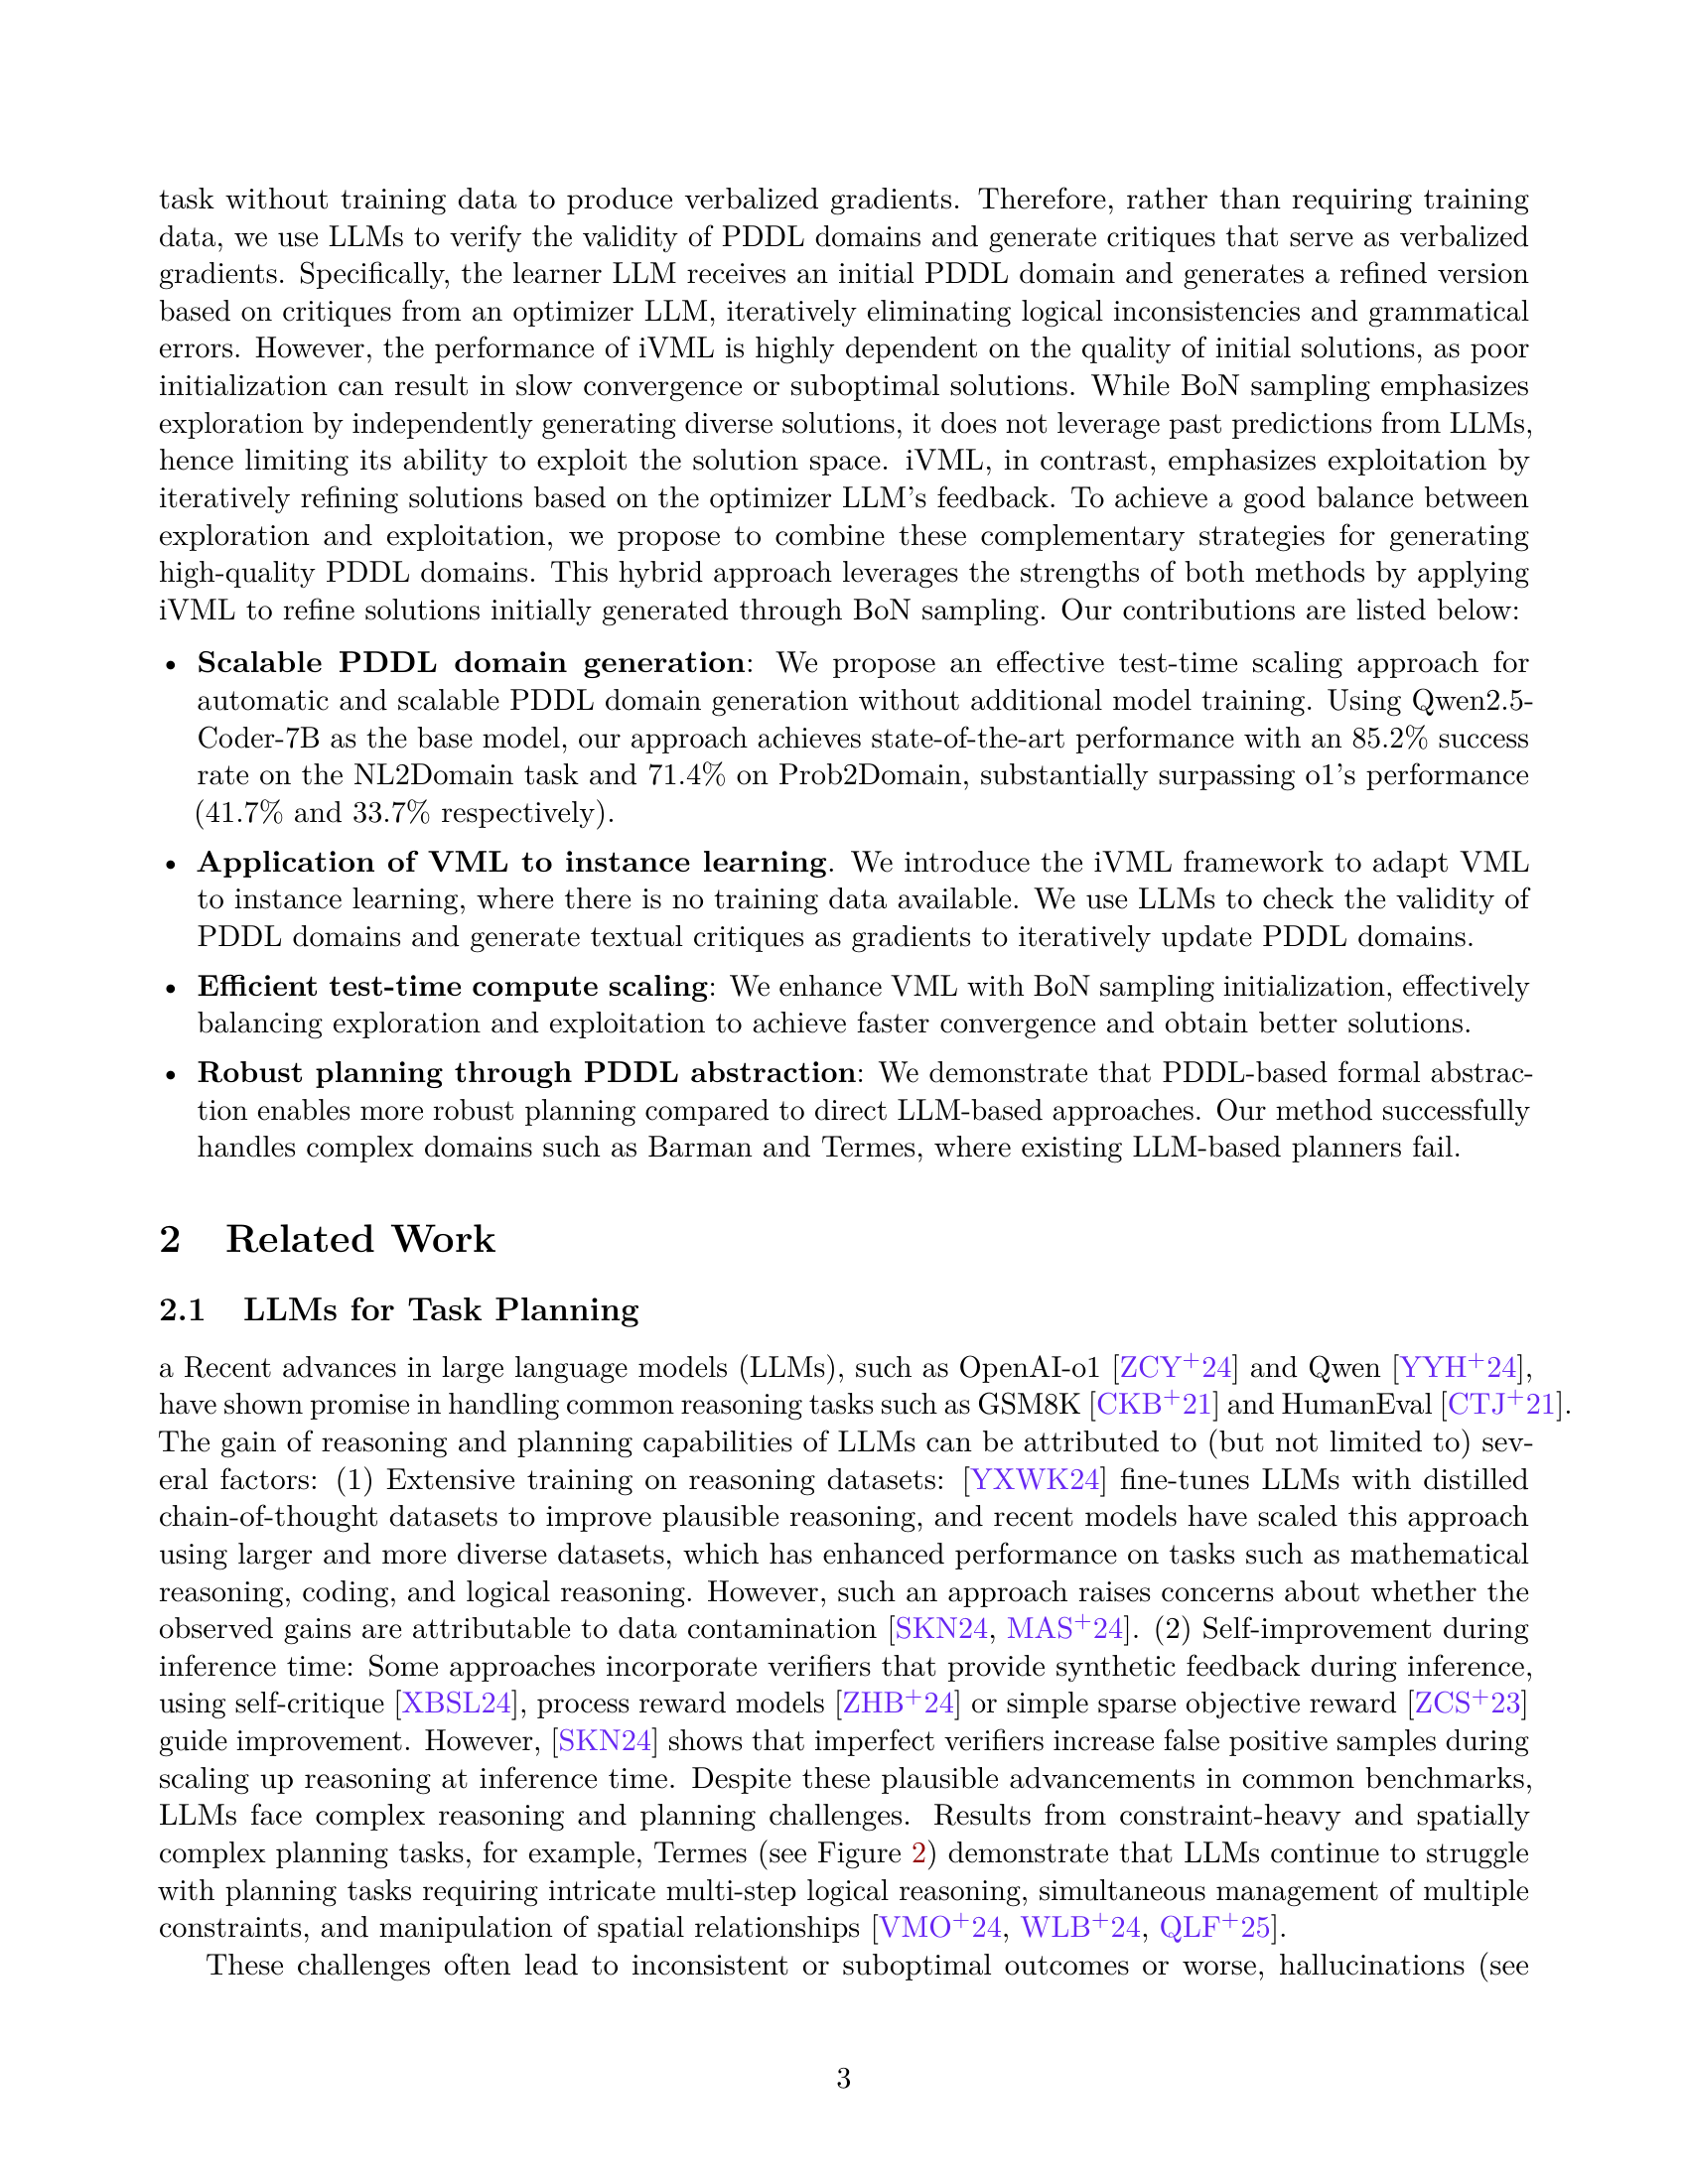 task without training data to produce verbalized gradients. Therefore, rather than requiring training
data, we use LLMs to verify the validity of PDDL domains and generate critiques that serve as verbalized
gradients. Specifically, the learner LLM receives an initial PDDL domain and generates a refined version
based on critiques from an optimizer LLM, iteratively eliminating logical inconsistencies and grammatical
errors. However, the performance of iVML is highly dependent on the quality of initial solutions, as poor
initialization can result in slow convergence or suboptimal solutions. While BoN sampling emphasizes
exploration by independently generating diverse solutions, it does not leverage past predictions from LLMs,
hence limiting its ability to exploit the solution space. iVML, in contrast, emphasizes exploitation by
iteratively refining solutions based on the optimizer LLM's feedback. To achieve a good balance between
exploration and exploitation, we propose to combine these complementary strategies for generating
high-quality PDDL domains. This hybrid approach leverages the strengths of both methods by applying
iVML to refine solutions initially generated through BoN sampling. Our contributions are listed below:
• Scalable PDDL domain generation: We propose an effective test-time scaling approach for
automatic and scalable PDDL domain generation without additional model training. Using Qwen2.5-
Coder-7B as the base model, our approach achieves state-of-the-art performance with an 85.2% success
rate on the NL2Domain task and 71.4% on Prob2Domain, substantially surpassing o1's performance
(41.7% and 33.7% respectively).
• Application of VML to instance learning. We introduce the iVML framework to adapt VML
to instance learning, where there is no training data available. We use LLMs to check the validity of
PDDL domains and generate textual critiques as gradients to iteratively update PDDL domains.
• Efficient test-time compute scaling: We enhance VML with BoN sampling initialization, effectively
balancing exploration and exploitation to achieve faster convergence and obtain better solutions.
• Robust planning through PDDL abstraction: We demonstrate that PDDL-based formal abstrac-
tion enables more robust planning compared to direct LLM-based approaches. Our method successfully
handles complex domains such as Barman and Termes, where existing LLM-based planners fail.
2 Related Work
2.1 LLMs for Task Planning
a Recent advances in large language models (LLMs), such as OpenAI-o1 [ZCY+24] and Qwen [YYH+24],
have shown promise in handling common reasoning tasks such as GSM8K [CKB+21] and HumanEval [CTJ+21].
The gain of reasoning and planning capabilities of LLMs can be attributed to (but not limited to) sev-
eral factors: (1) Extensive training on reasoning datasets: [YXWK24] fine-tunes LLMs with distilled
chain-of-thought datasets to improve plausible reasoning, and recent models have scaled this approach
using larger and more diverse datasets, which has enhanced performance on tasks such as mathematical
reasoning, coding, and logical reasoning. However, such an approach raises concerns about whether the
observed gains are attributable to data contamination [SKN24, MAS+24]. (2) Self-improvement during
inference time: Some approaches incorporate verifiers that provide synthetic feedback during inference,
using self-critique [XBSL24], process reward models [ZHB+24] or simple sparse objective reward [ZCS+23]
guide improvement. However, [SKN24] shows that imperfect verifiers increase false positive samples during
scaling up reasoning at inference time. Despite these plausible advancements in common benchmarks,
LLMs face complex reasoning and planning challenges. Results from constraint-heavy and spatially
complex planning tasks, for example, Termes (see Figure 2) demonstrate that LLMs continue to struggle
with planning tasks requiring intricate multi-step logical reasoning, simultaneous management of multiple
constraints, and manipulation of spatial relationships [VMO+24, WLB+24, QLF+25].
These challenges often lead to inconsistent or suboptimal outcomes or worse, hallucinations (see
3